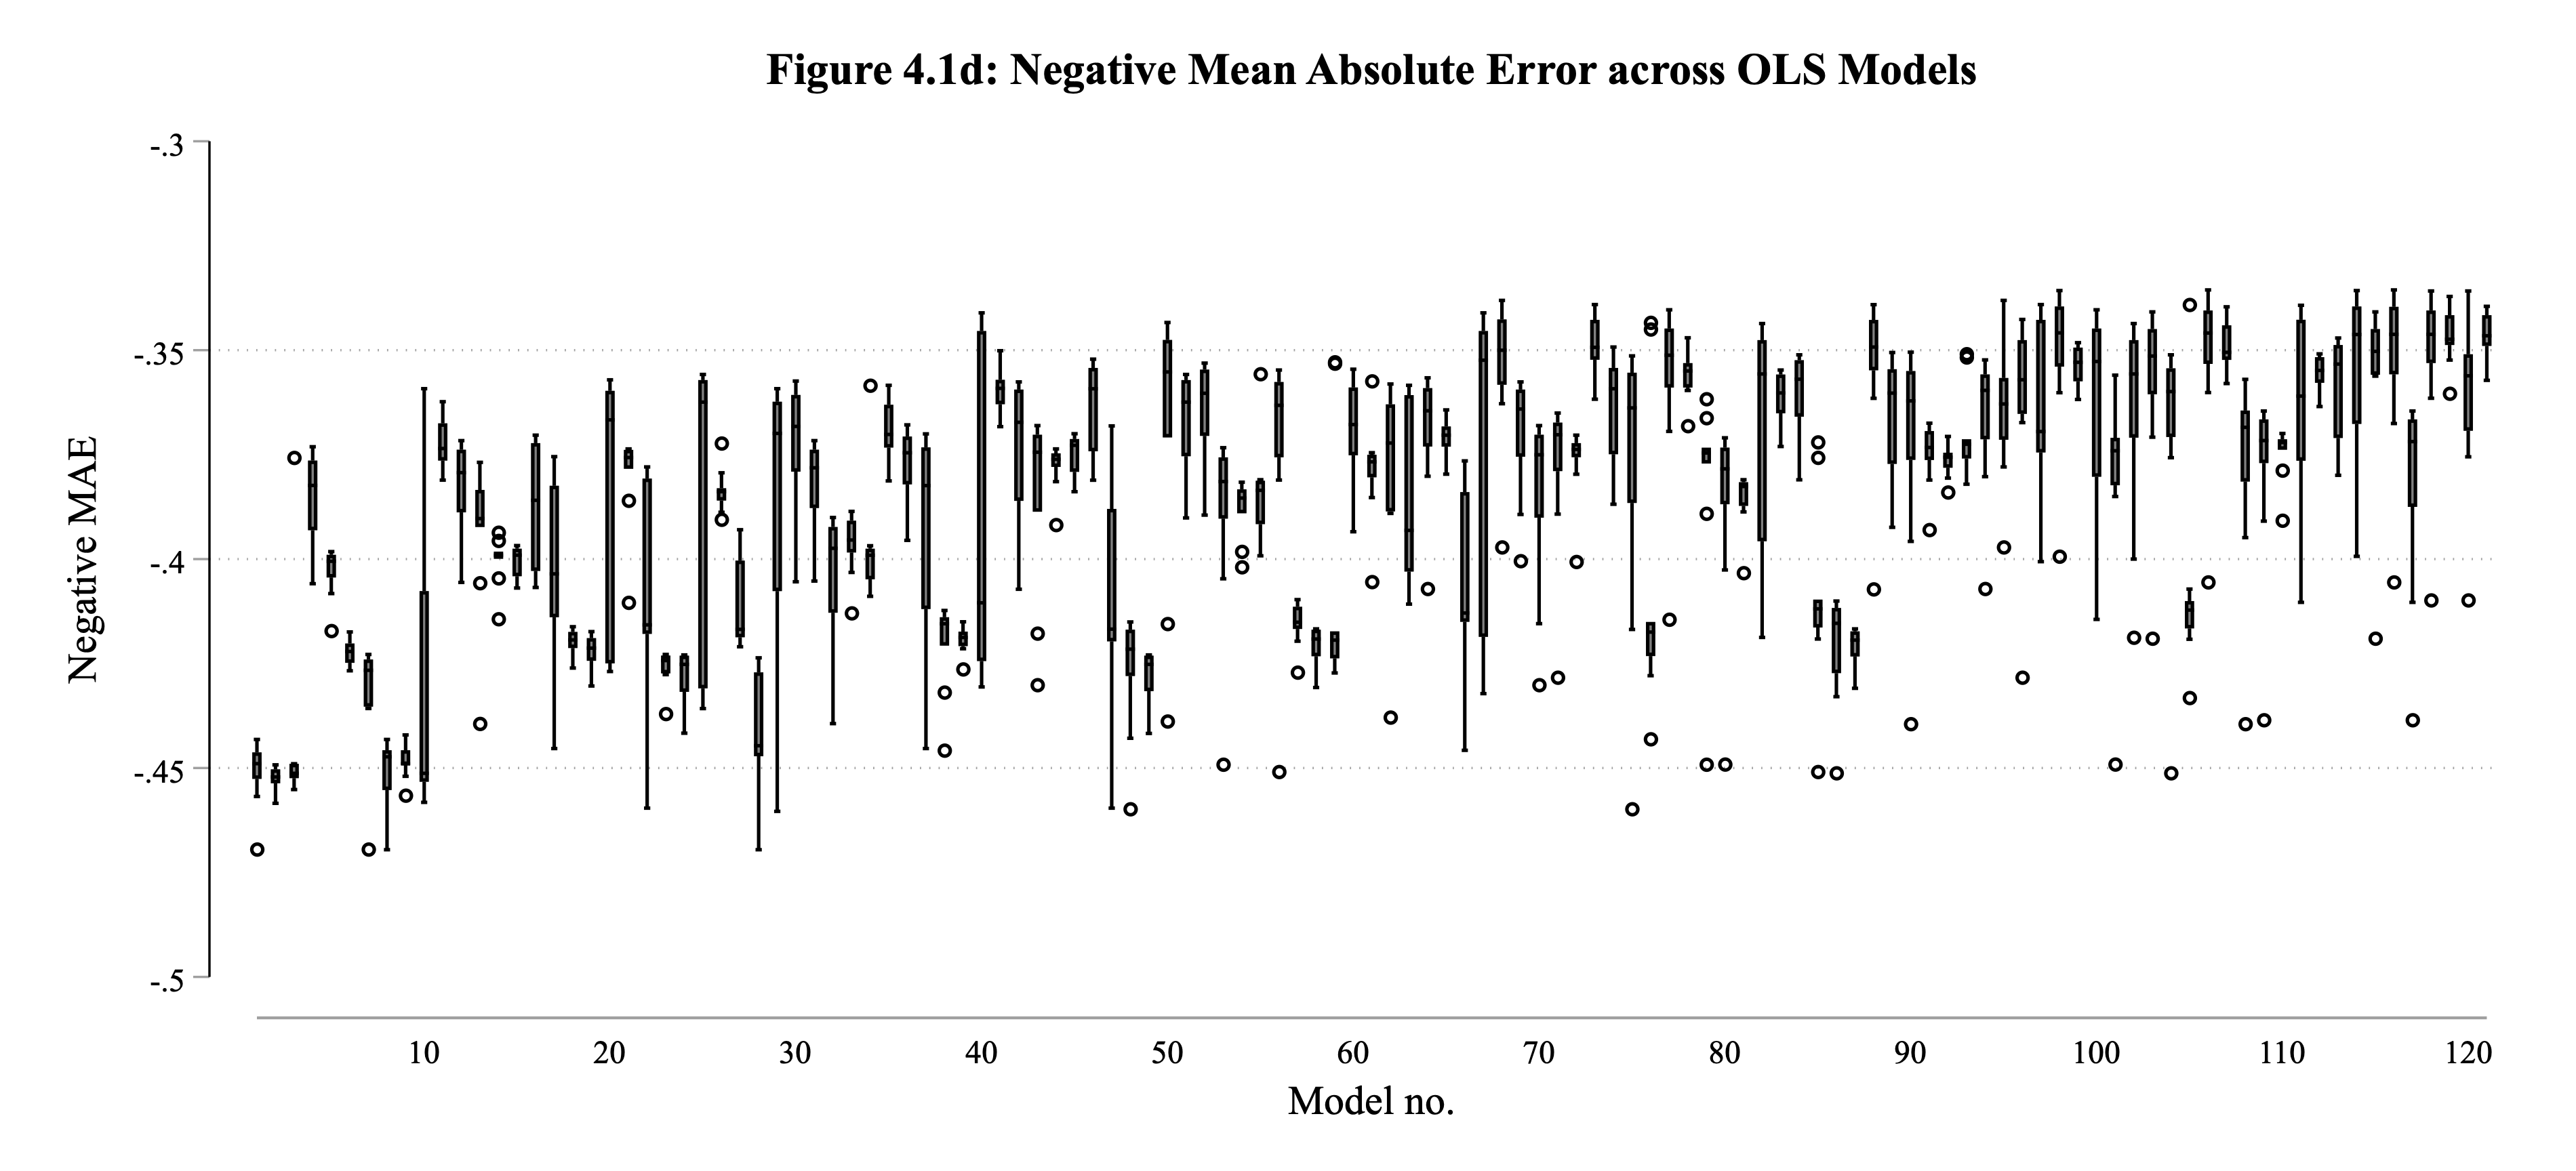 Figure 4.1d: Negative Mean Absolute Error across OLS Models
-.3
-.35
-.4
-.45
-.5
Negative MAE
10 20 30 40 50 60 70 80 90 100 110 120
Model no.